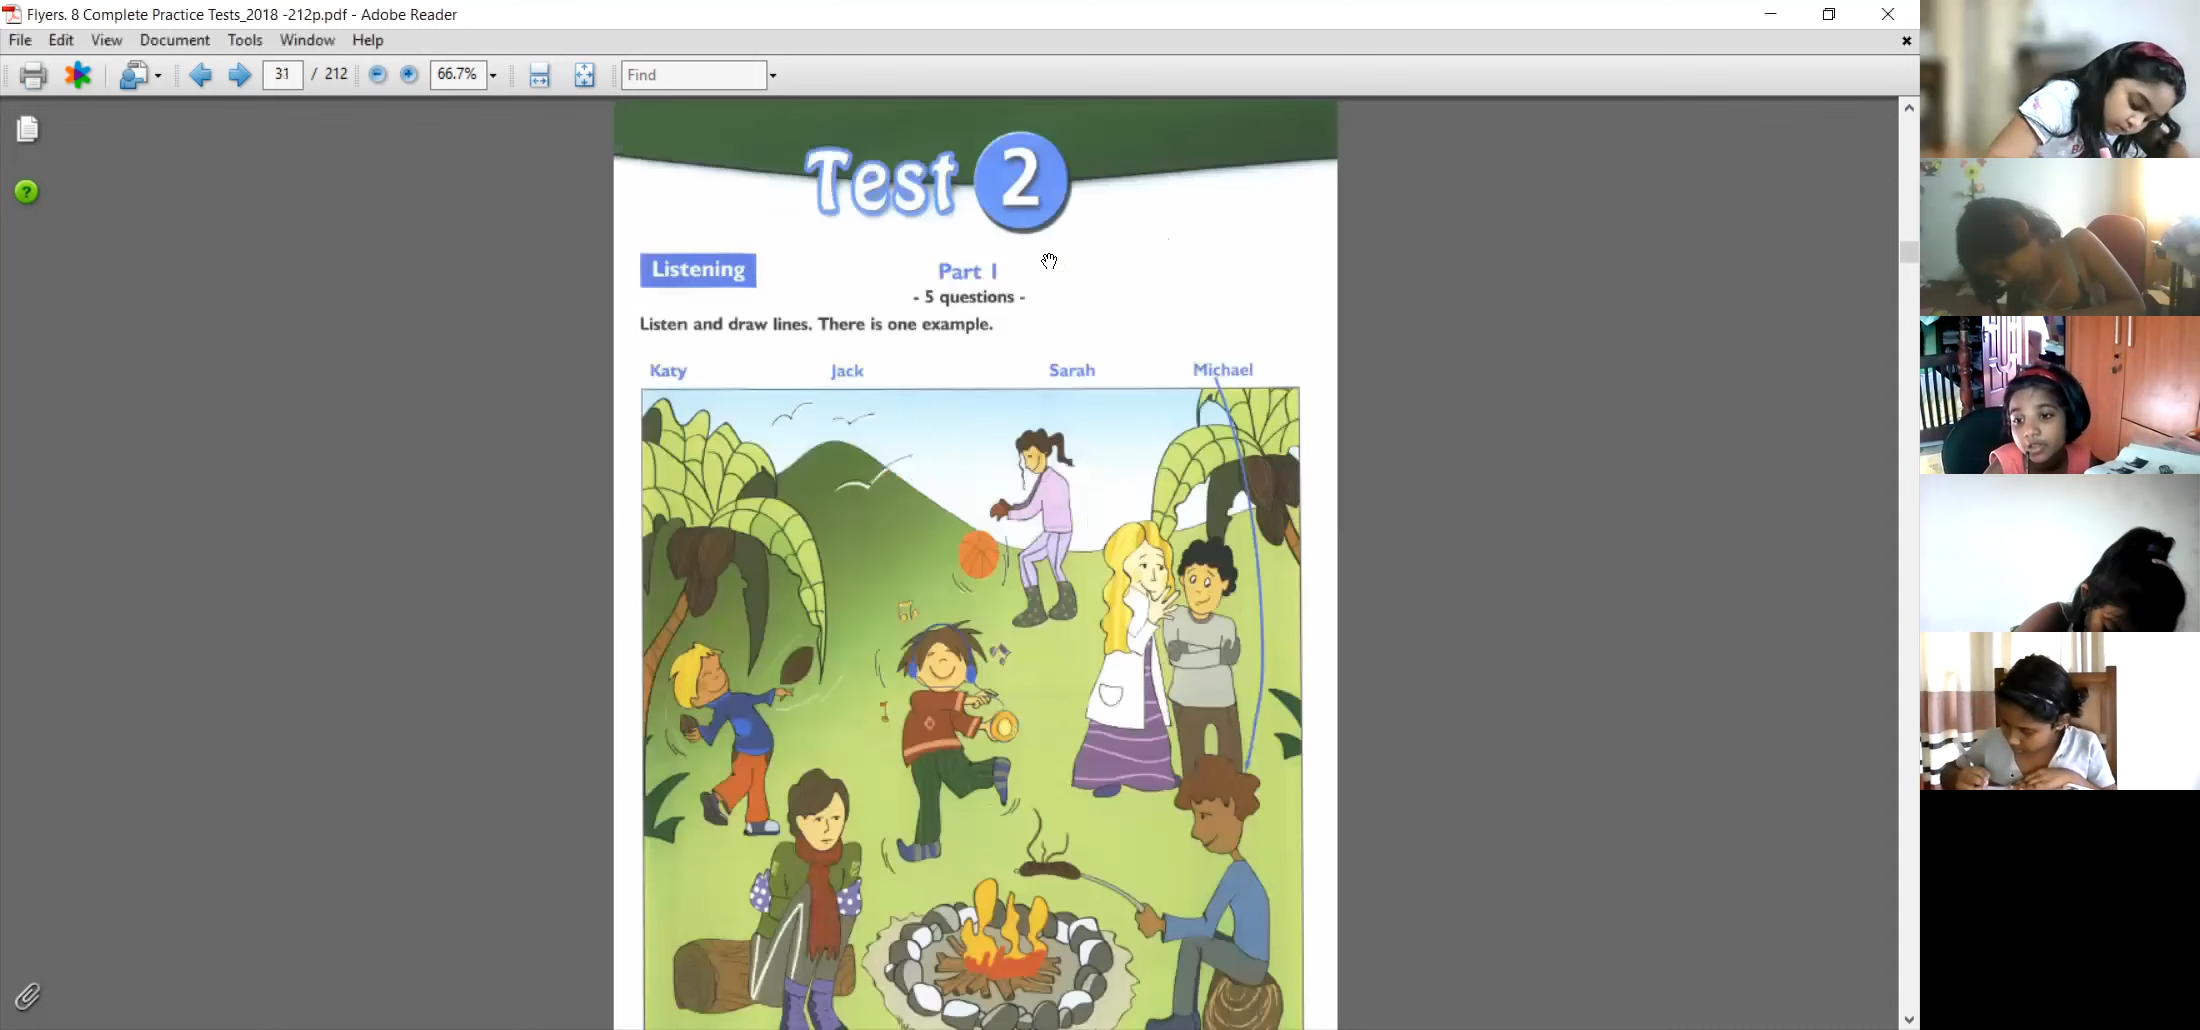 Flyers. 8 Complete Practice Tests_2018 -212p.pdf - Adobe Reader
File Edit View Document Tools Window Help
31 / 212 66.7% Find
Test 2
Listening
Part 1
- 5 questions -
Listen and draw lines. There is one example.
Katy Jack Sarah Michael